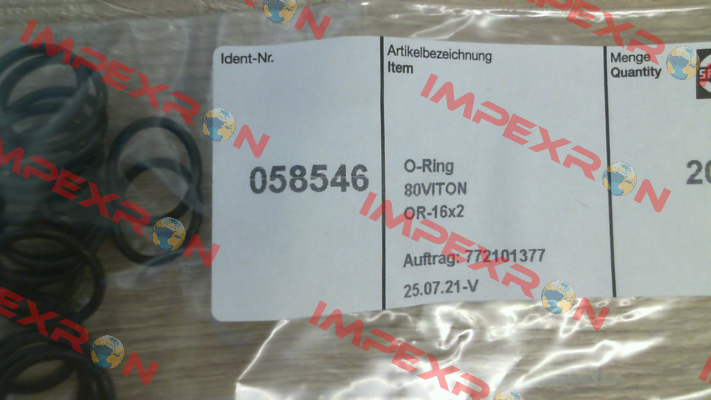 Ident-Nr.
058546
Artikelbezeichnung
Item
O-Ring
80VITON
OR-16x2
Auftrag: 772101377
25.07.21-V
Menge
Quantity
IMPEXRON
IMPEXRON
IMPEXRON
IMPEXRON
IMPEXRON
IMPEXRON